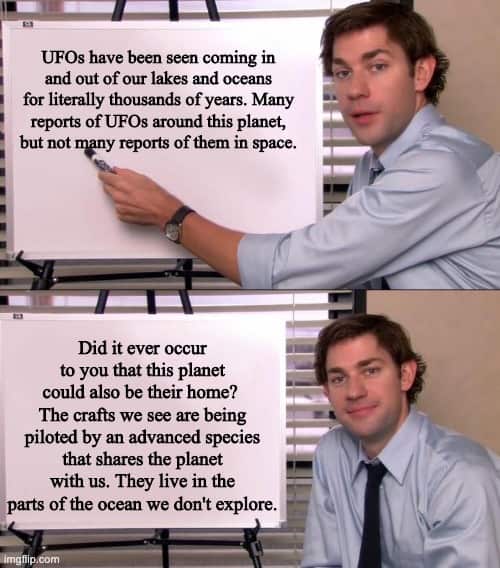 UFOs have been seen coming in
and out of our lakes and oceans
for literally thousands of years. Many
reports of UFOs around this planet,
but not many reports of them in space.
Did it ever occur
to you that this planet
could also be their home?
The crafts we see are being
piloted by an advanced species
that shares the planet
with us. They live in the
parts of the ocean we don't explore.
imgflip.com